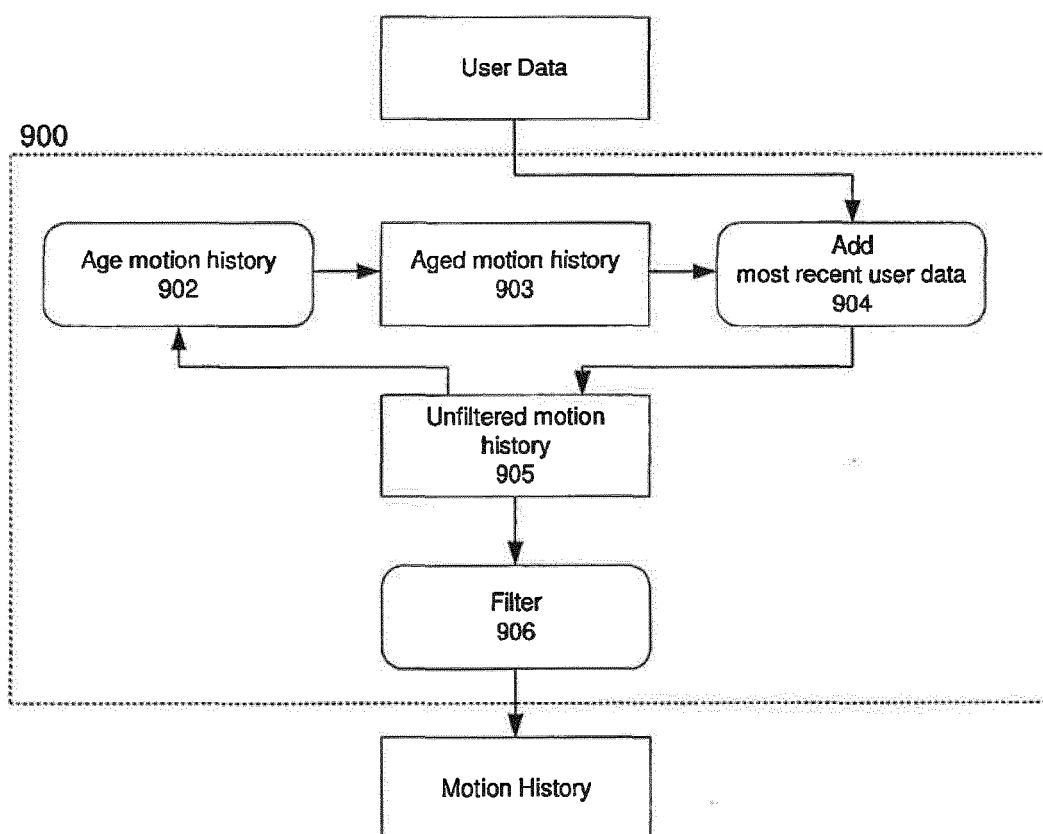 User Data
900
Age motion history
902
Aged motion history
903
Add
most recent user data
904
Unfiltered motion
history
905
Filter
906
Motion History